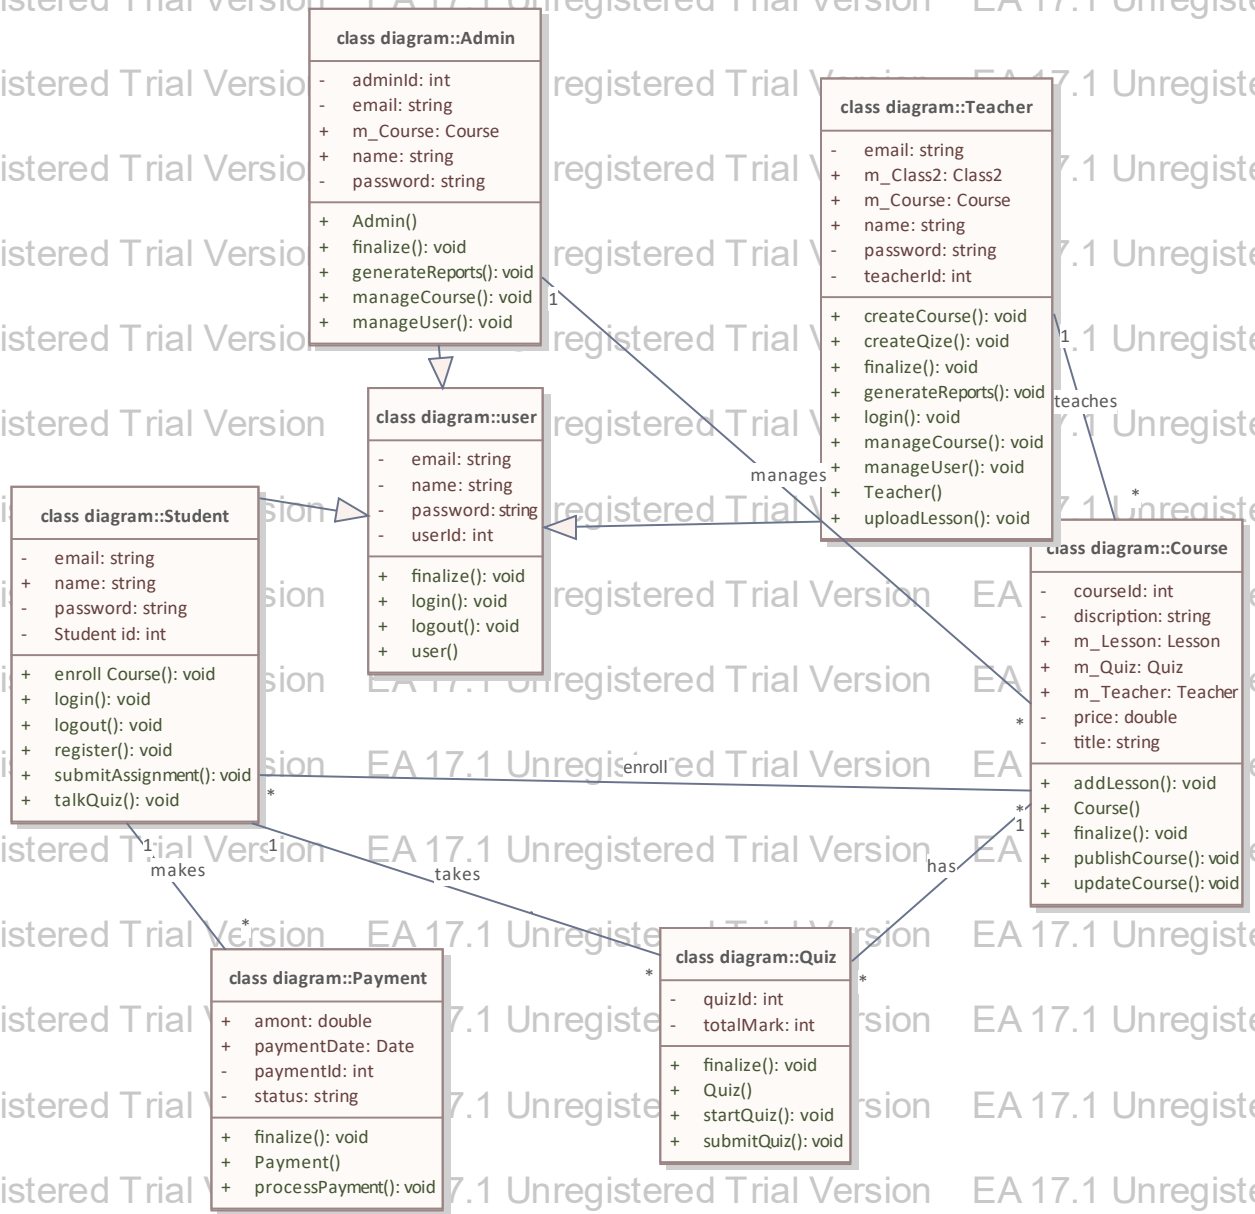 EA 17.1 Unregistered Trial Version
class diagram::Admin
- adminId: int
- email: string
+ m_Course: Course
+ name: string
- password: string
+ Admin()
+ finalize(): void
+ generateReports(): void
+ manageCourse(): void
+ manageUser(): void
1
class diagram::Teacher
- email: string
+ m_Class2: Class2
+ m_Course: Course
+ name: string
- password: string
- teacherId: int
+ createCourse(): void
+ createQize(): void
+ finalize(): void
+ generateReports(): void
+ login(): void
+ manageCourse(): void
+ manageUser(): void
+ Teacher()
+ uploadLesson(): void
1
teaches
*
manages
*
class diagram::user
- email: string
- name: string
- password: string
- userId: int
+ finalize(): void
+ login(): void
+ logout(): void
+ user()
class diagram::Student
- email: string
+ name: string
- password: string
- Student id: int
+ enroll Course(): void
+ login(): void
+ logout(): void
+ register(): void
+ submitAssignment(): void
+ talkQuiz(): void
class diagram::Course
- courseId: int
- discription: string
+ m_Lesson: Lesson
+ m_Quiz: Quiz
+ m_Teacher: Teacher
- price: double
- title: string
+ addLesson(): void
+ Course()
+ finalize(): void
+ publishCourse(): void
+ updateCourse(): void
enroll
*
*
1
makes
*
1
takes
*
1
has
*
class diagram::Payment
+ amont: double
+ paymentDate: Date
- paymentId: int
- status: string
+ finalize(): void
+ Payment()
+ processPayment(): void
class diagram::Quiz
- quizId: int
- totalMark: int
+ finalize(): void
+ Quiz()
+ startQuiz(): void
+ submitQuiz(): void